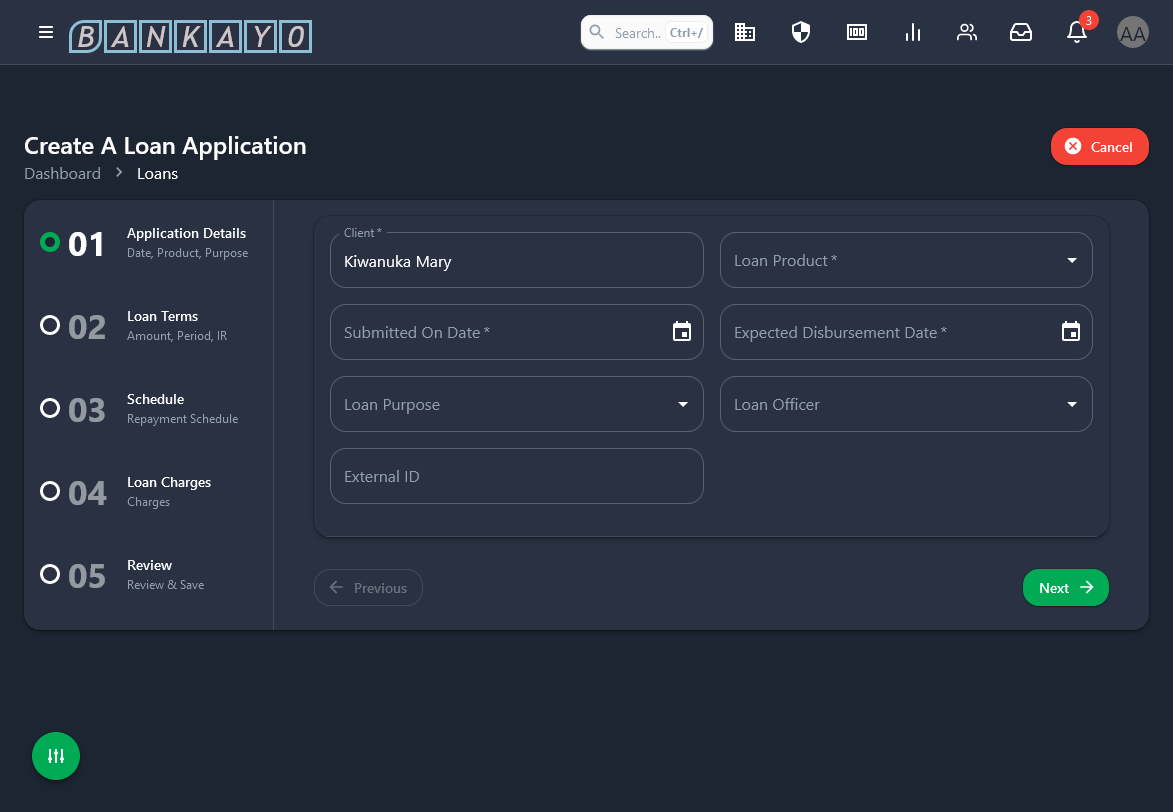 BANKAYO
Search.. Ctrl+/
3
AA
Create A Loan Application
Cancel
Dashboard Loans
01
Application Details
Date, Product, Purpose
02
Loan Terms
Amount, Period, IR
03
Schedule
Repayment Schedule
04
Loan Charges
Charges
05
Review
Review & Save
Client *
Kiwanuka Mary
Loan Product *
Submitted On Date *
Expected Disbursement Date *
Loan Purpose
Loan Officer
External ID
Previous
Next